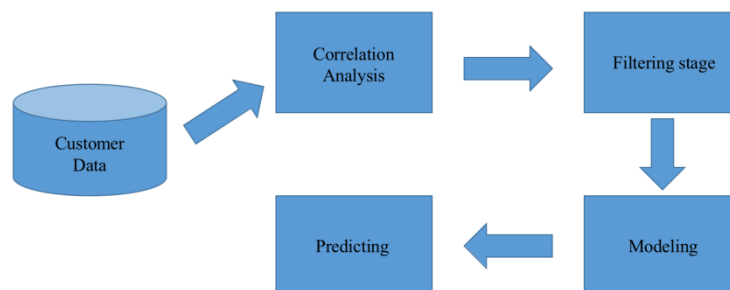 Customer
Data
Correlation
Analysis
Filtering stage
Modeling
Predicting